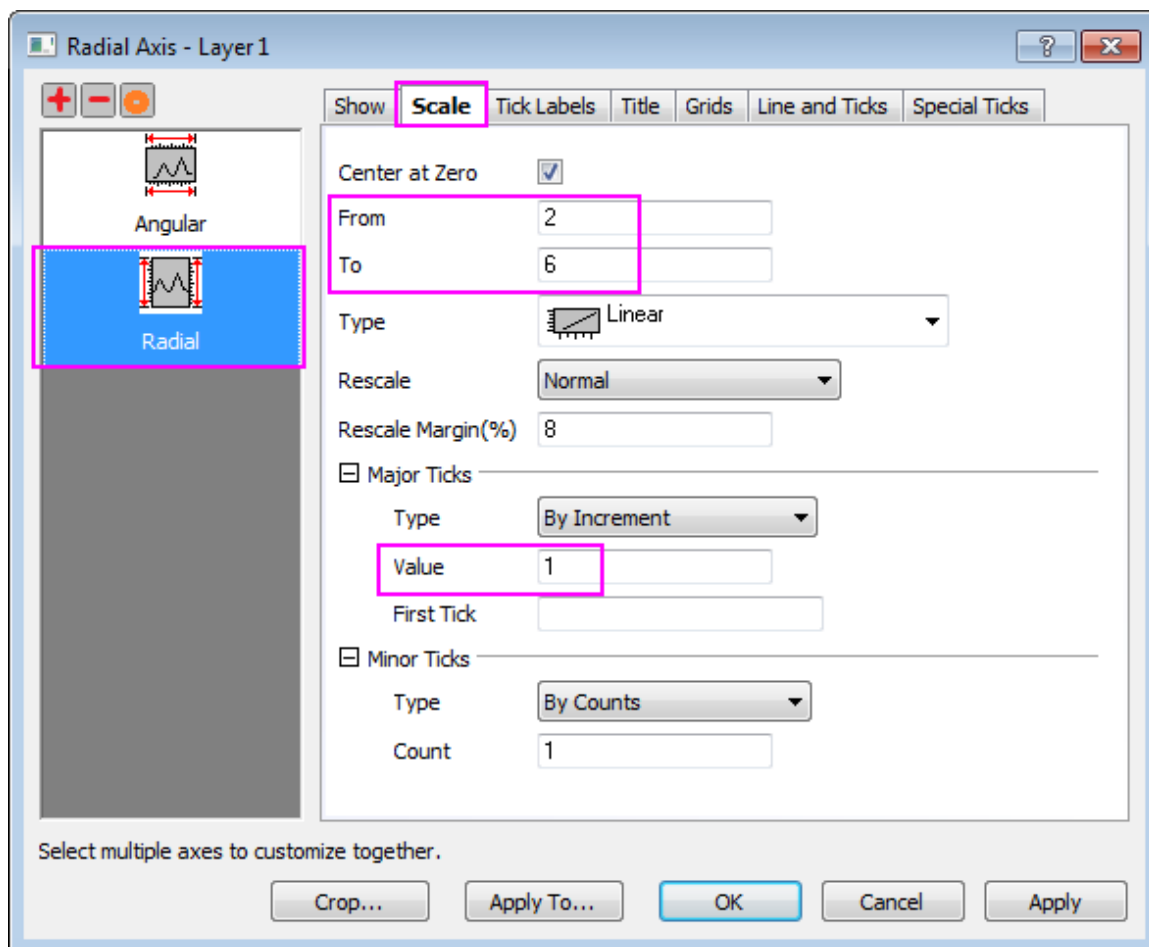 Radial Axis - Layer 1
Show Scale Tick Labels Title Grids Line and Ticks Special Ticks
Angular
Radial
Center at Zero
From 2
To 6
Type Linear
Rescale Normal
Rescale Margin(%) 8
Major Ticks
Type By Increment
Value 1
First Tick
Minor Ticks
Type By Counts
Count 1
Select multiple axes to customize together.
Crop... Apply To... OK Cancel Apply